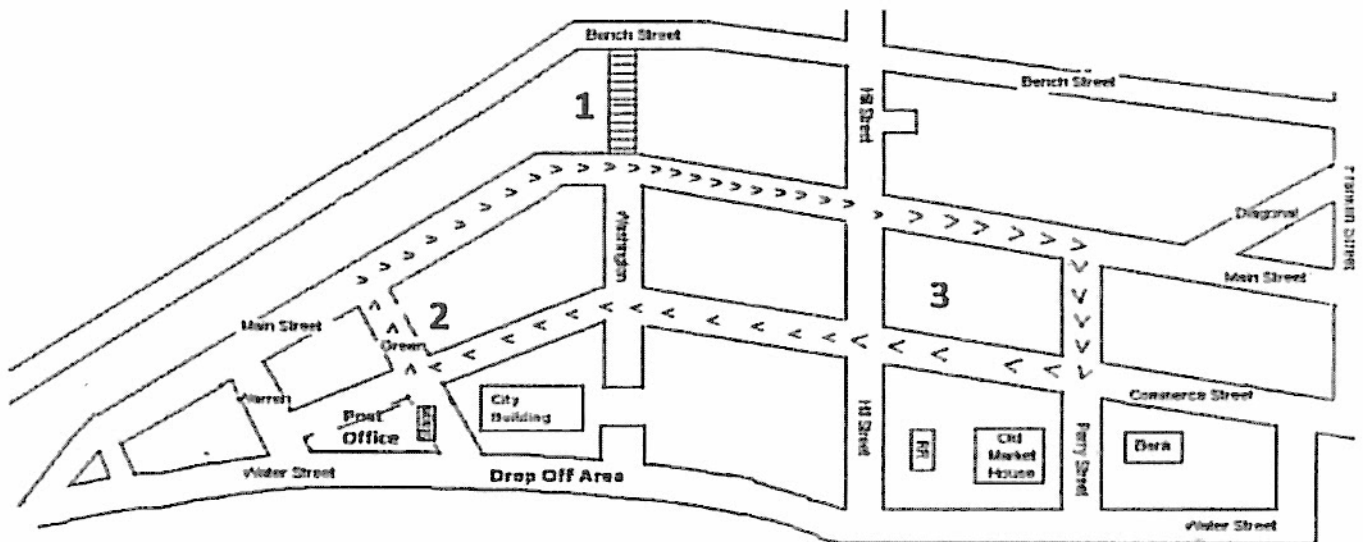 Bench Street
Bench Street
1
Hill Street
Diagonal
Washington
Main Street
3
2
Main Street
Green
Commerce Street
Warren
City
Building
Post
Office
Hill Street
RR
Old
Market
House
Ferry Street
Water Street
Drop Off Area
Water Street